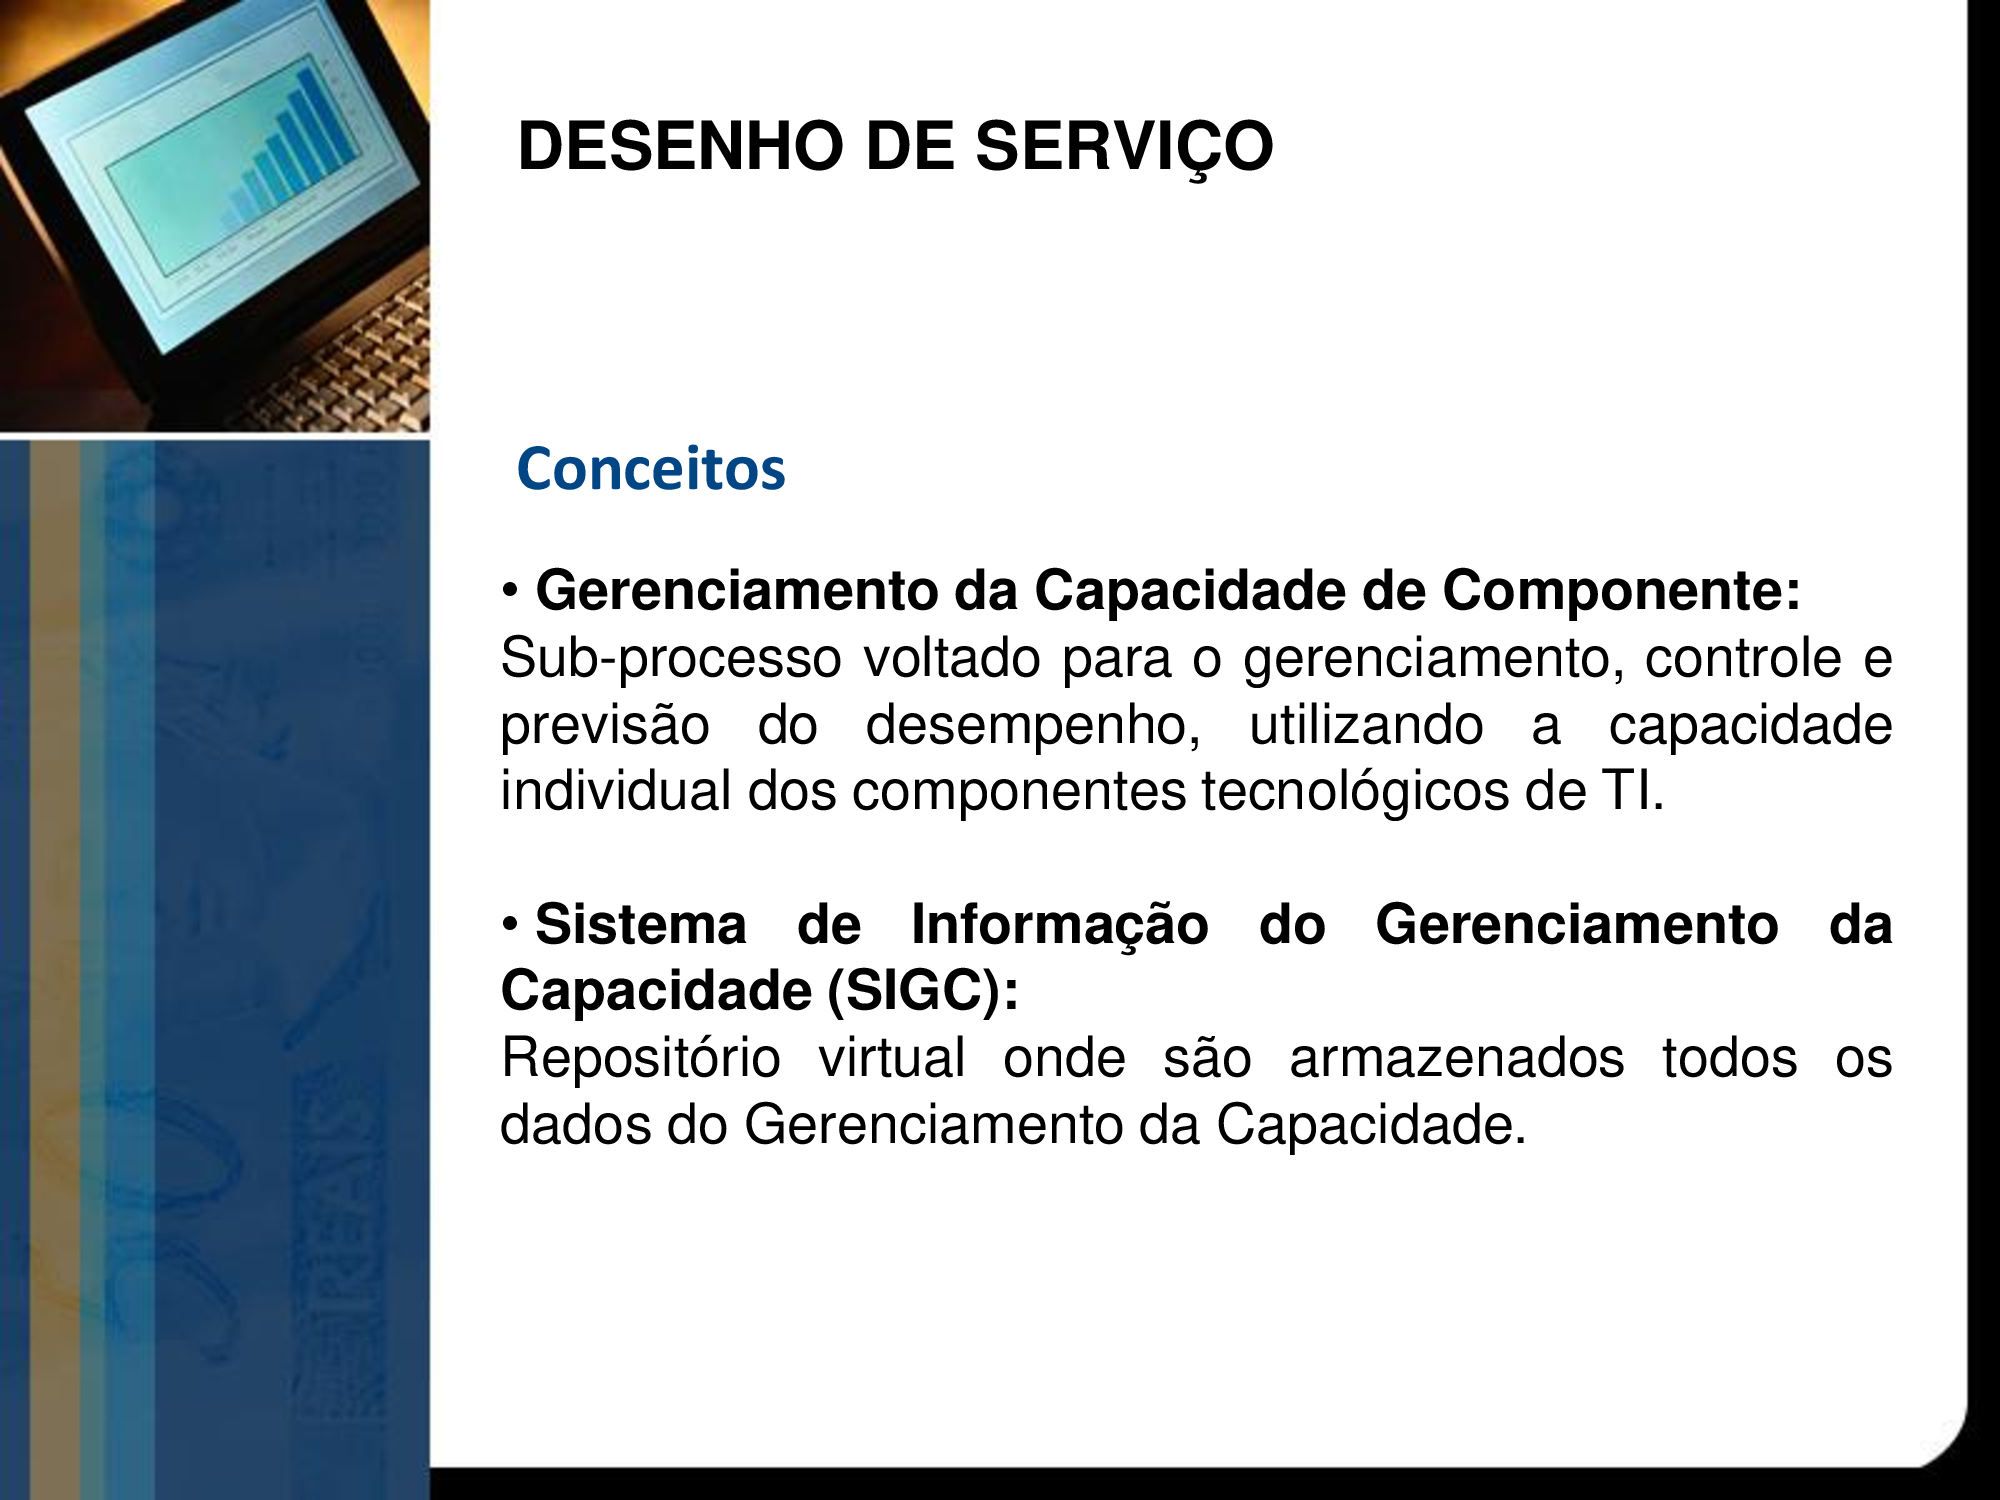 DESENHO DE SERVIÇO
Conceitos
• Gerenciamento da Capacidade de Componente:
Sub-processo voltado para o gerenciamento, controle e
previsão do desempenho, utilizando a capacidade
individual dos componentes tecnológicos de TI.
• Sistema de Informação do Gerenciamento da
Capacidade (SIGC):
Repositório virtual onde são armazenados todos os
dados do Gerenciamento da Capacidade.
REAIS